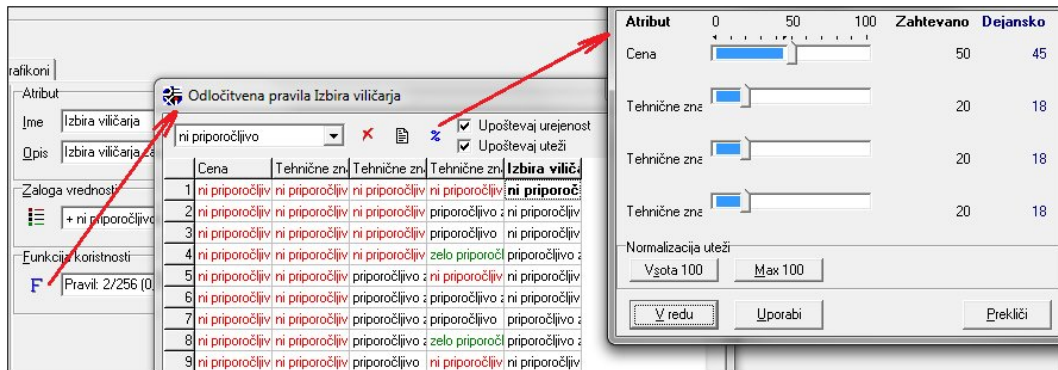 rafikoni
Atribut
Ime Izbira viličarja
Opis Izbira viličarja za
Zaloga vrednosti
+ ni priporočljivo
Funkcija koristnosti
F Pravil: 2/256 (0,
Odločitvena pravila Izbira viličarja
ni priporočljivo % Upoštevaj urejenost
Upoštevaj uteži
Cena Tehnične zn Tehnične zn Tehnične zn Izbira vilič
1 ni priporočljiv ni priporočljiv ni priporočljiv ni priporočljiv ni priporoč
2 ni priporočljiv ni priporočljiv ni priporočljiv priporočljivo z ni priporočljiv
3 ni priporočljiv ni priporočljiv ni priporočljiv priporočljivo ni priporočljiv
4 ni priporočljiv ni priporočljiv ni priporočljiv zelo priporočl priporočljivo z
5 ni priporočljiv ni priporočljiv priporočljivo z ni priporočljiv ni priporočljiv
6 ni priporočljiv ni priporočljiv priporočljivo z priporočljivo z ni priporočljiv
7 ni priporočljiv ni priporočljiv priporočljivo z priporočljivo priporočljivo z
8 ni priporočljiv ni priporočljiv priporočljivo z zelo priporočl priporočljivo z
9 ni priporočljiv ni priporočljiv priporočljivo ni priporočljiv ni priporočljiv
Atribut 0 50 100 Zahtevano Dejansko
Cena 50 45
Tehnične zna 20 18
Tehnične zna 20 18
Tehnične zna 20 18
Normalizacija uteži
Vsota 100 Max 100
V redu Uporabi Prekliči